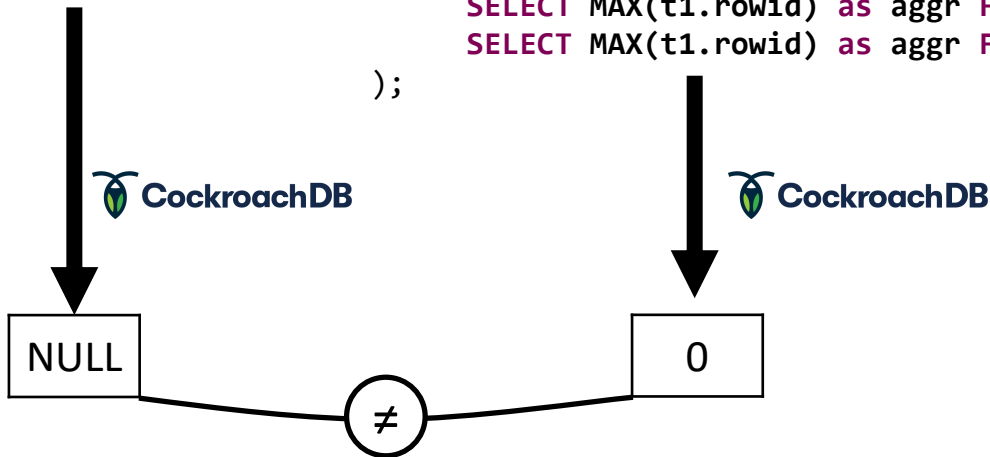 SELECT MAX(t1.rowid) as aggr F
SELECT MAX(t1.rowid) as aggr F
);
CockroachDB CockroachDB
NULL 0
≠